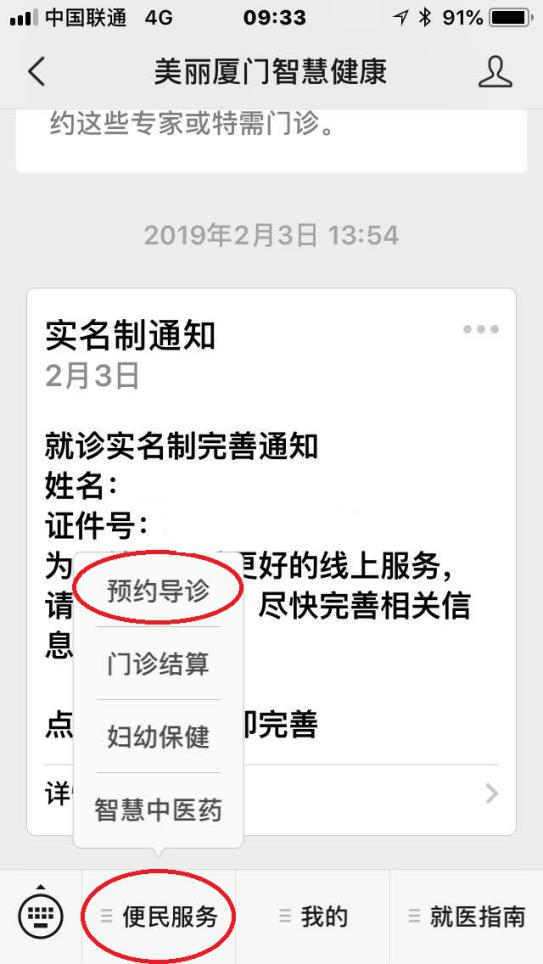 中国联通 4G 09:33 91%
美丽厦门智慧健康
约这些专家或特需门诊。
2019年2月3日 13:54
实名制通知
2月3日
就诊实名制完善通知
姓名：
证件号：
为 更好的线上服务，
请 尽快完善相关信
息
点 即完善
详
预约导诊
门诊结算
妇幼保健
智慧中医药
便民服务 我的 就医指南